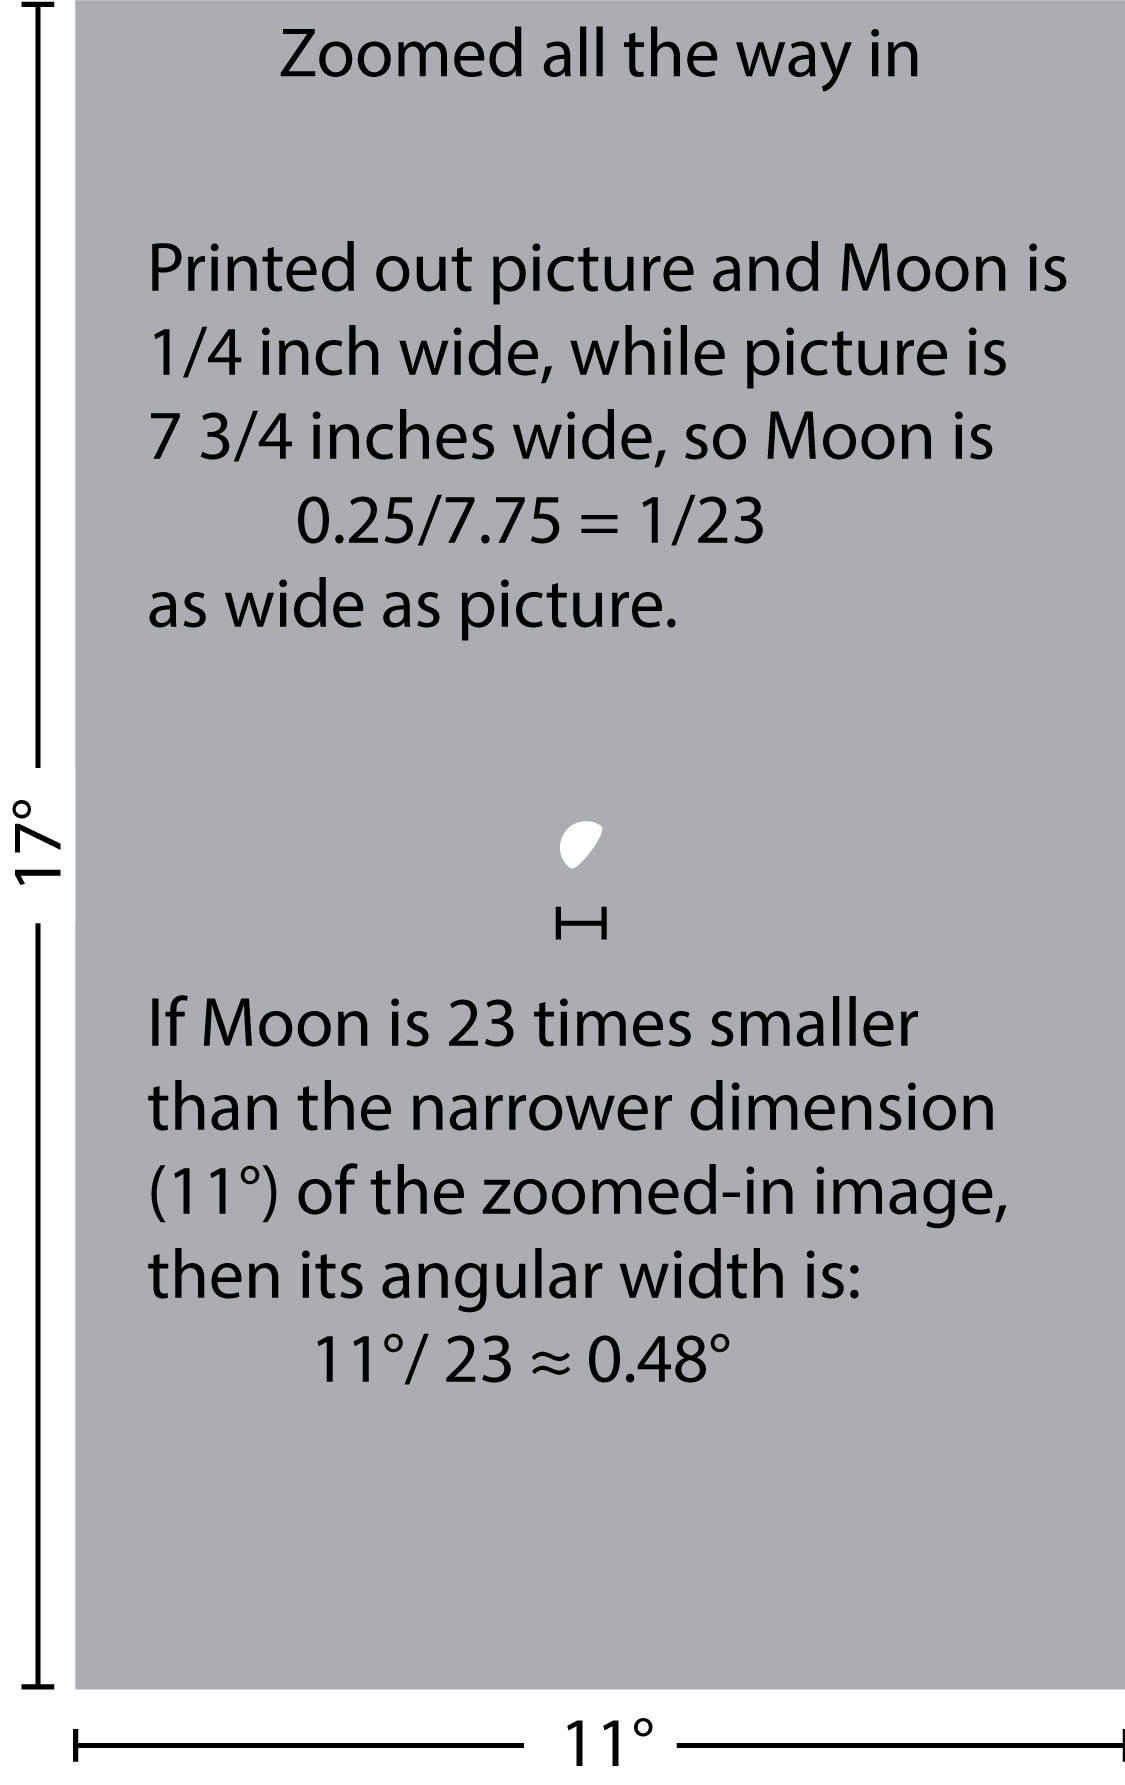 Zoomed all the way in
Printed out picture and Moon is
1/4 inch wide, while picture is
7 3/4 inches wide, so Moon is
0.25/7.75 = 1/23
as wide as picture.
17°
If Moon is 23 times smaller
than the narrower dimension
(11°) of the zoomed-in image,
then its angular width is:
11°/ 23 ≈ 0.48°
11°